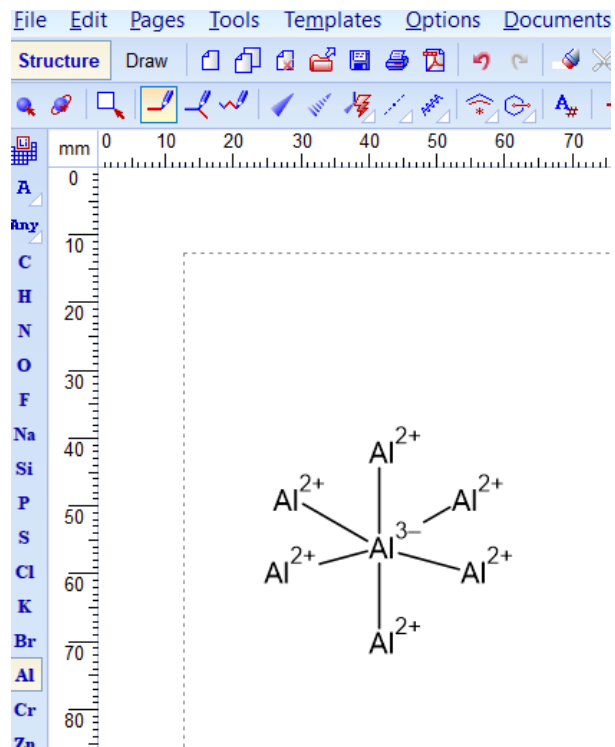 File Edit Pages Tools Templates Options Documents
Structure Draw
A#
Li mm 0 10 20 30 40 50 60 70
A
Any
C
H
N
O
F
Na
Si
P
S
Cl
K
Br
Al
Cr
Zn
0
10
20
30
40
50
60
70
80
Al2+
Al2+ Al2+
Al3–
Al2+ Al2+
Al2+